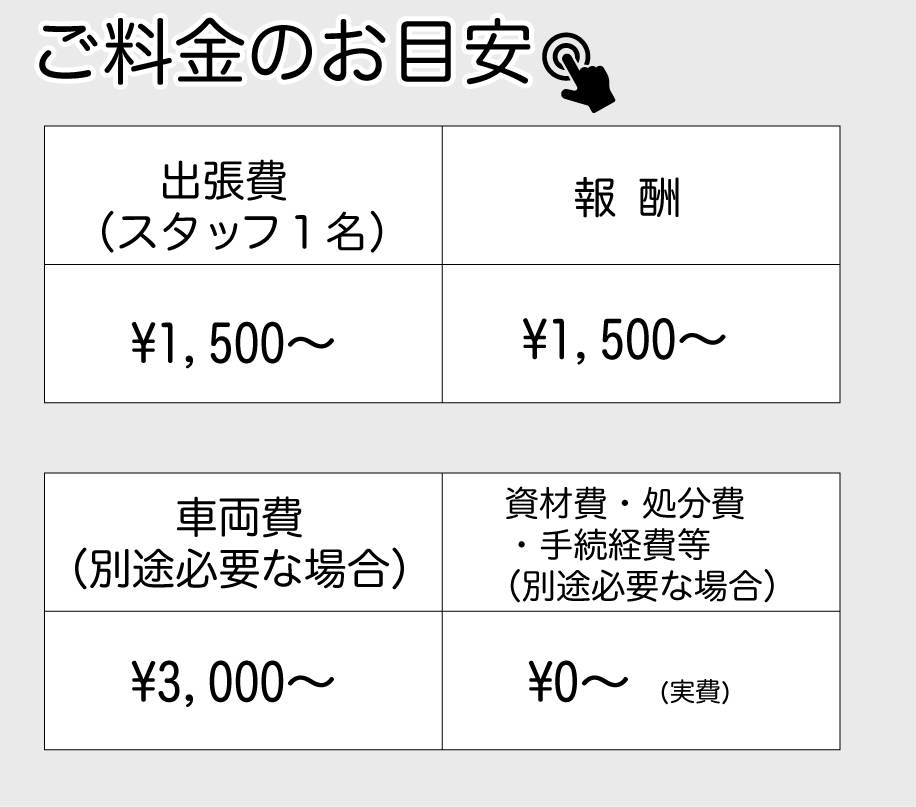 ご料金のお目安
出張費
（スタッフ１名）
報 酬
¥1,500～
¥1,500～
車両費
（別途必要な場合）
資材費・処分費
・手続経費等
（別途必要な場合）
¥3,000～
¥0～ （実費）